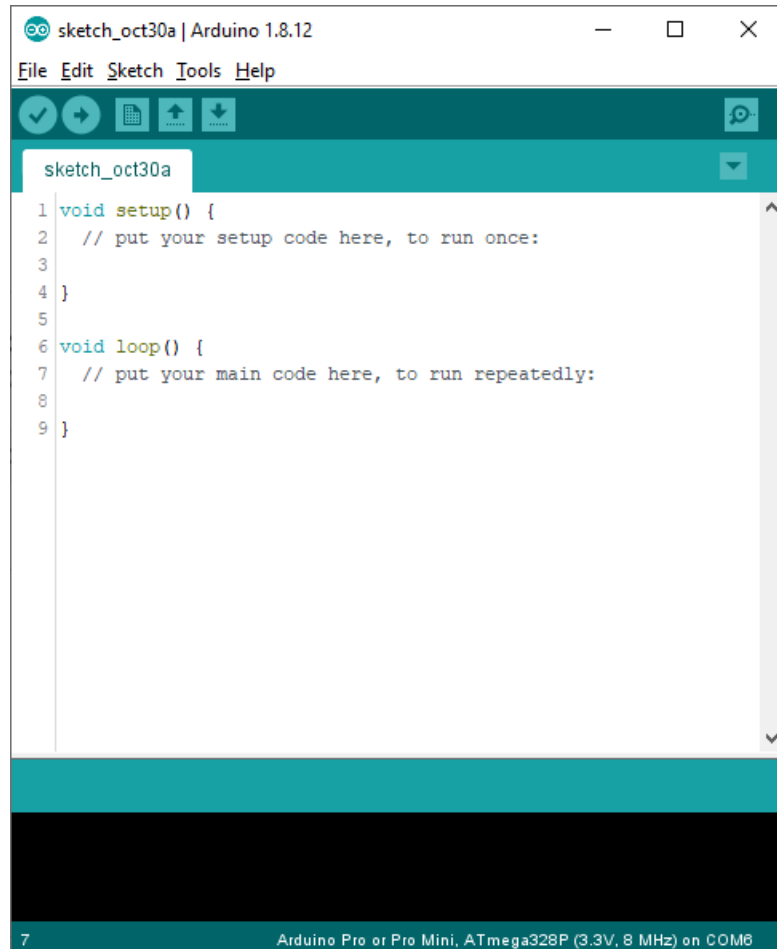 sketch_oct30a | Arduino 1.8.12
File Edit Sketch Tools Help
sketch_oct30a
1 void setup() {
2   // put your setup code here, to run once:
3
4 }
5
6 void loop() {
7   // put your main code here, to run repeatedly:
8
9 }
7 Arduino Pro or Pro Mini, ATmega328P (3.3V, 8 MHz) on COM6